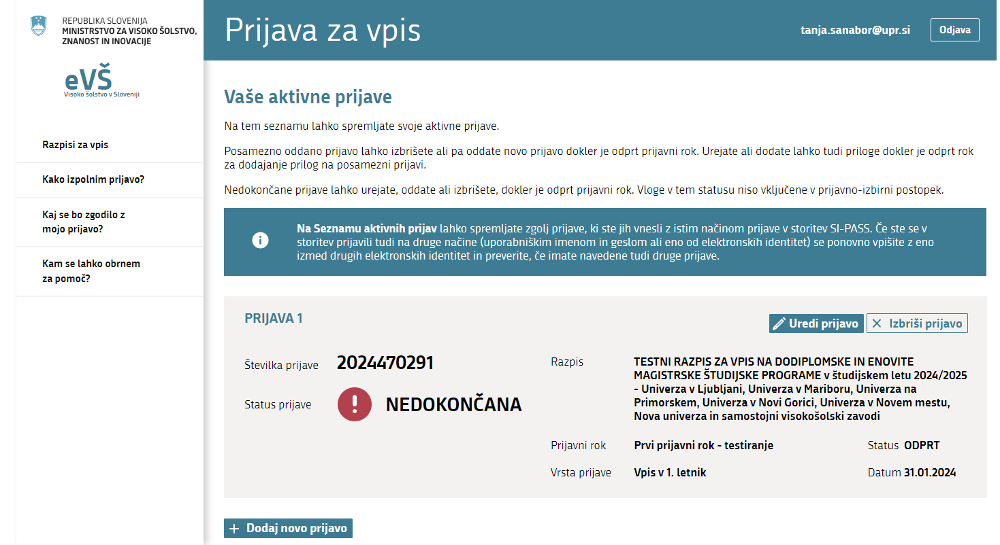 REPUBLIKA SLOVENIJA
MINISTRSTVO ZA VISOKO ŠOLSTVO,
ZNANOST IN INOVACIJE
eVŠ
Visoko šolstvo v Sloveniji
Razpisi za vpis
Kako izpolnim prijavo?
Kaj se bo zgodilo z
mojo prijavo?
Kam se lahko obrnem
za pomoč?
Prijava za vpis
tanja.sanabor@upr.si
Odjava
Vaše aktivne prijave
Na tem seznamu lahko spremljate svoje aktivne prijave.
Posamezno oddano prijavo lahko izbrišete ali pa oddate novo prijavo dokler je odprt prijavni rok. Urejate ali dodate lahko tudi priloge dokler je odprt rok
za dodajanje prilog na posamezni prijavi.
Nedokončane prijave lahko urejate, oddate ali izbrišete, dokler je odprt prijavni rok. Vloge v tem statusu niso vključene v prijavno-izbirni postopek.
Na Seznamu aktivnih prijav lahko spremljate zgolj prijave, ki ste jih vnesli z istim načinom prijave v storitev SI-PASS. Če ste se v
storitev prijavili tudi na druge načine (uporabniškim imenom in geslom ali eno od elektronskih identitet) se ponovno vpišite z eno
izmed drugih elektronskih identitet in preverite, če imate navedene tudi druge prijave.
PRIJAVA 1
Uredi prijavo
Izbriši prijavo
Številka prijave 2024470291
Status prijave NEDOKONČANA
Razpis
TESTNI RAZPIS ZA VPIS NA DODIPLOMSKE IN ENOVITE
MAGISTRSKE ŠTUDIJSKE PROGRAME v študijskem letu 2024/2025
- Univerza v Ljubljani, Univerza v Mariboru, Univerza na
Primorskem, Univerza v Novi Gorici, Univerza v Novem mestu,
Nova univerza in samostojni visokošolski zavodi
Prijavni rok Prvi prijavni rok - testiranje Status ODPRT
Vrsta prijave Vpis v 1. letnik Datum 31.01.2024
Dodaj novo prijavo